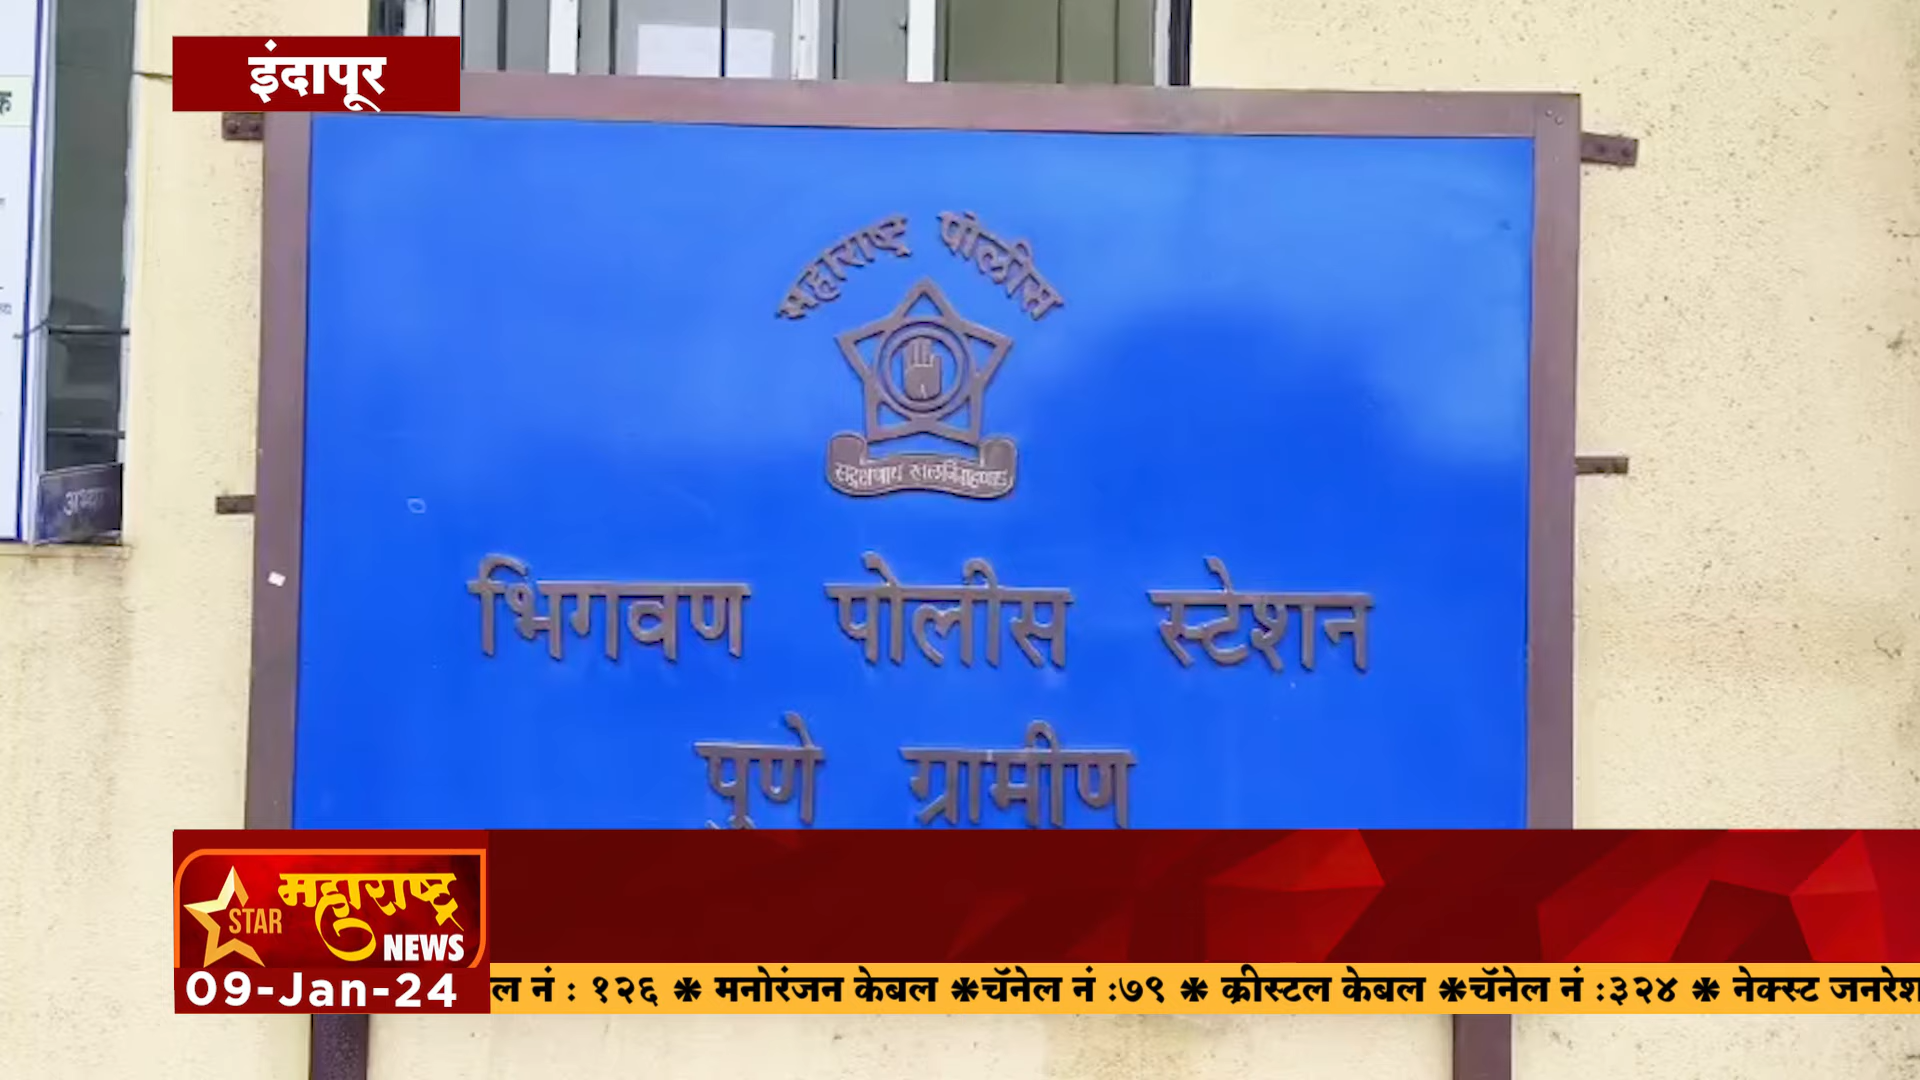 इंदापूर
महाराष्ट्र पोलीस
भिगवण पोलीस स्टेशन
पुणे ग्रामीण
STAR महाराष्ट्र NEWS
09-Jan-24
ल नं : १२६ ✱ मनोरंजन केबल ✱चॅनेल नं :७९ ✱ क्रीस्टल केबल ✱चॅनेल नं :३२४ ✱ नेक्स्ट जनरेश